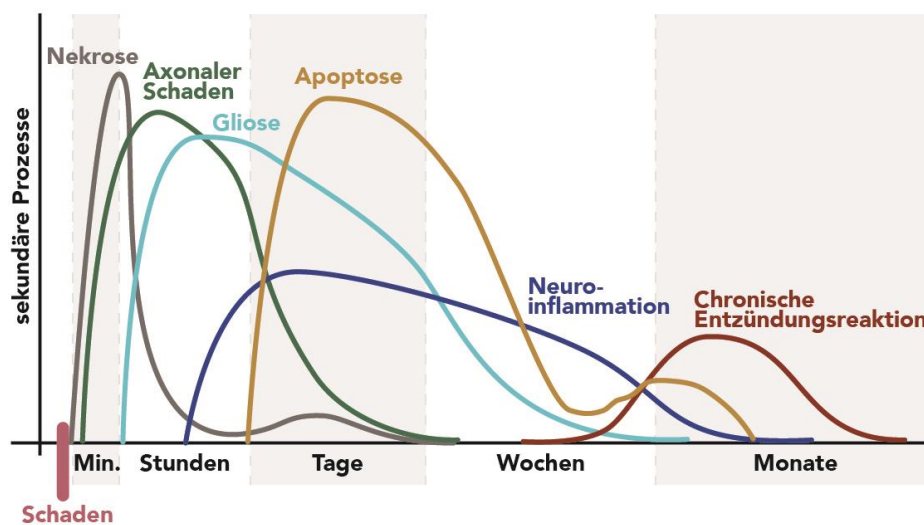 Nekrose
Axonaler
Schaden
Gliose
Apoptose
Neuro-
inflammation
Chronische
Entzündungsreaktion
sekundäre Prozesse
Min.
Stunden
Tage
Wochen
Monate
Schaden